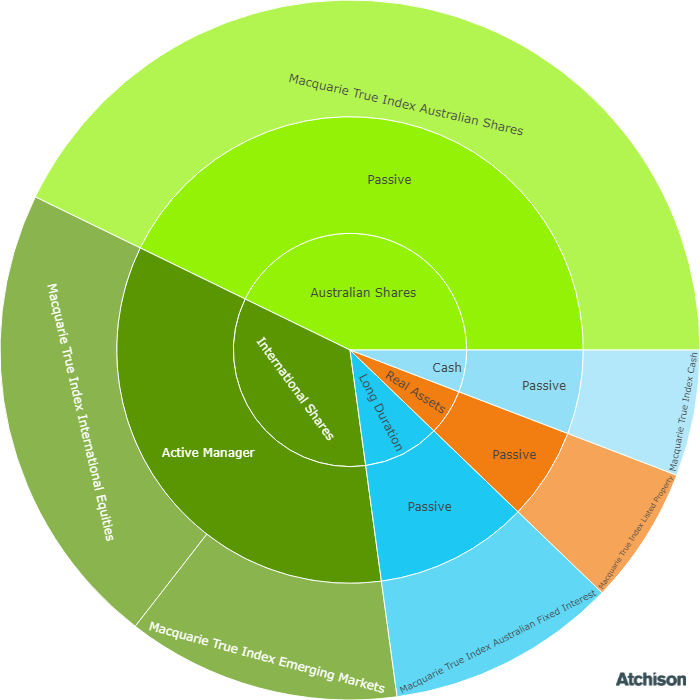 Macquarie True Index Australian Shares
Passive
Australian Shares
Macquarie True Index International Equities
International Shares
Active Manager
Cash
Passive
Macquarie True Index Cash
Real Assets
Passive
Macquarie True Index Listed Property
Long Duration
Passive
Macquarie True Index Australian Fixed Interest
Macquarie True Index Emerging Markets
Atchison